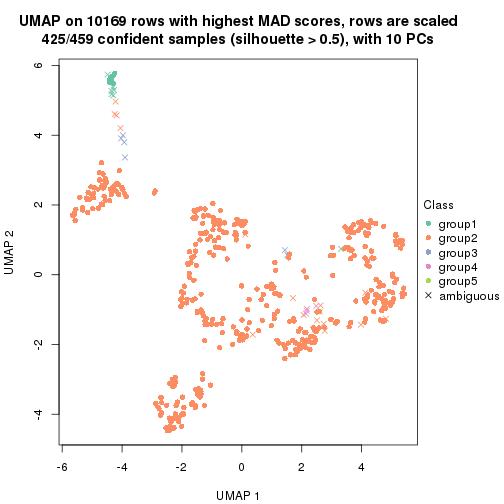 UMAP on 10169 rows with highest MAD scores, rows are scaled
425/459 confident samples (silhouette > 0.5), with 10 PCs
6
4
2
0
-2
-4
UMAP 2
-6
-4
-2
0
2
4
UMAP 1
Class
group1
group2
group3
group4
group5
ambiguous